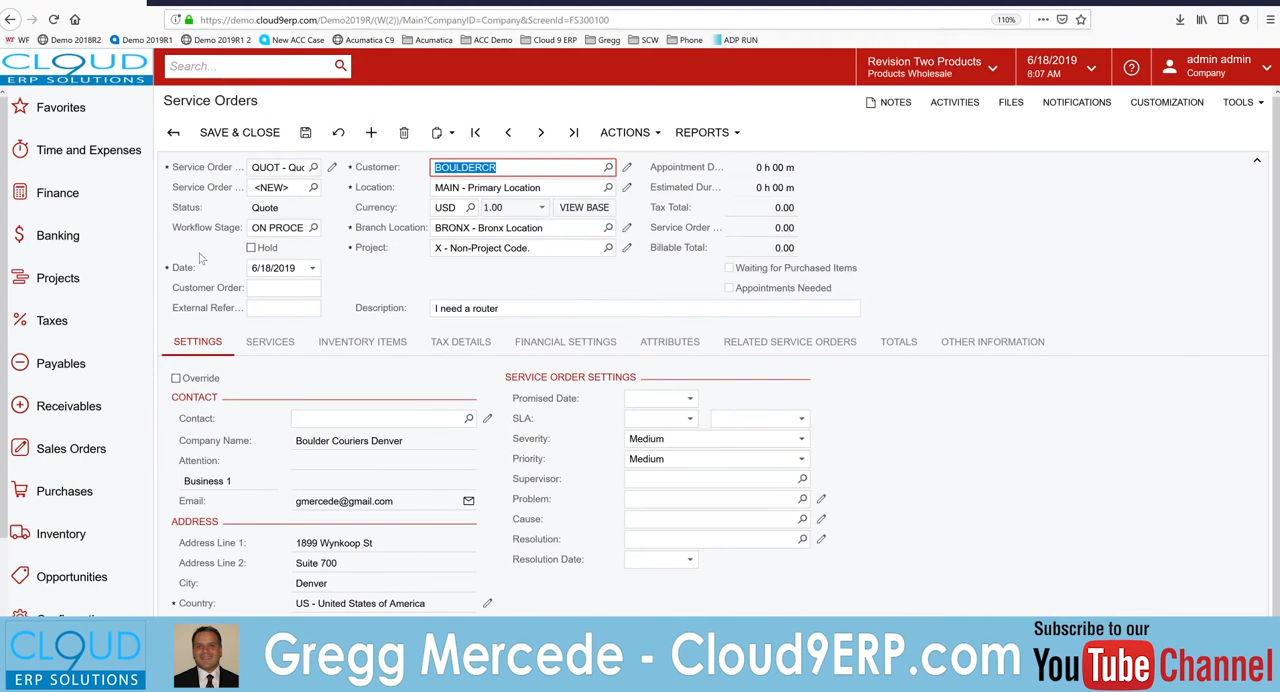 https://demo.cloud9erp.com/Demo2019R/(W(2))/Main?CompanyID=Company&ScreenId=FS300100
110%
WF
Demo 2018R2
Demo 2019R1
Demo 2019R1 2
New ACC Case
Acumatica C9
Acumatica
ACC Demo
Cloud 9 ERP
Gregg
SCW
Phone
ADP RUN
CLOUD
ERP SOLUTIONS
Search...
Revision Two Products
Products Wholesale
6/18/2019
8:07 AM
admin admin
Company
Favorites
Time and Expenses
Finance
Banking
Projects
Taxes
Payables
Receivables
Sales Orders
Purchases
Inventory
Opportunities
Service Orders
NOTES
ACTIVITIES
FILES
NOTIFICATIONS
CUSTOMIZATION
TOOLS
SAVE & CLOSE
ACTIONS
REPORTS
* Service Order ... QUOT - Quc
Service Order ... <NEW>
Status: Quote
Workflow Stage: ON PROCE
Hold
* Date: 6/18/2019
Customer Order:
External Refer...
* Customer: BOULDERCR
* Location: MAIN - Primary Location
Currency: USD 1.00 VIEW BASE
* Branch Location: BRONX - Bronx Location
* Project: X - Non-Project Code.
Description: I need a router
Appointment D... 0 h 00 m
Estimated Dur... 0 h 00 m
Tax Total: 0.00
Service Order ... 0.00
Billable Total: 0.00
Waiting for Purchased Items
Appointments Needed
SETTINGS
SERVICES
INVENTORY ITEMS
TAX DETAILS
FINANCIAL SETTINGS
ATTRIBUTES
RELATED SERVICE ORDERS
TOTALS
OTHER INFORMATION
Override
CONTACT
Contact:
Company Name: Boulder Couriers Denver
Attention:
Business 1
Email: gmercede@gmail.com
ADDRESS
Address Line 1: 1899 Wynkoop St
Address Line 2: Suite 700
City: Denver
* Country: US - United States of America
SERVICE ORDER SETTINGS
Promised Date:
SLA:
Severity: Medium
Priority: Medium
Supervisor:
Problem:
Cause:
Resolution:
Resolution Date:
CLOUD
9
ERP SOLUTIONS
Gregg Mercede - Cloud9ERP.com
Subscribe to our
YouTube Channel